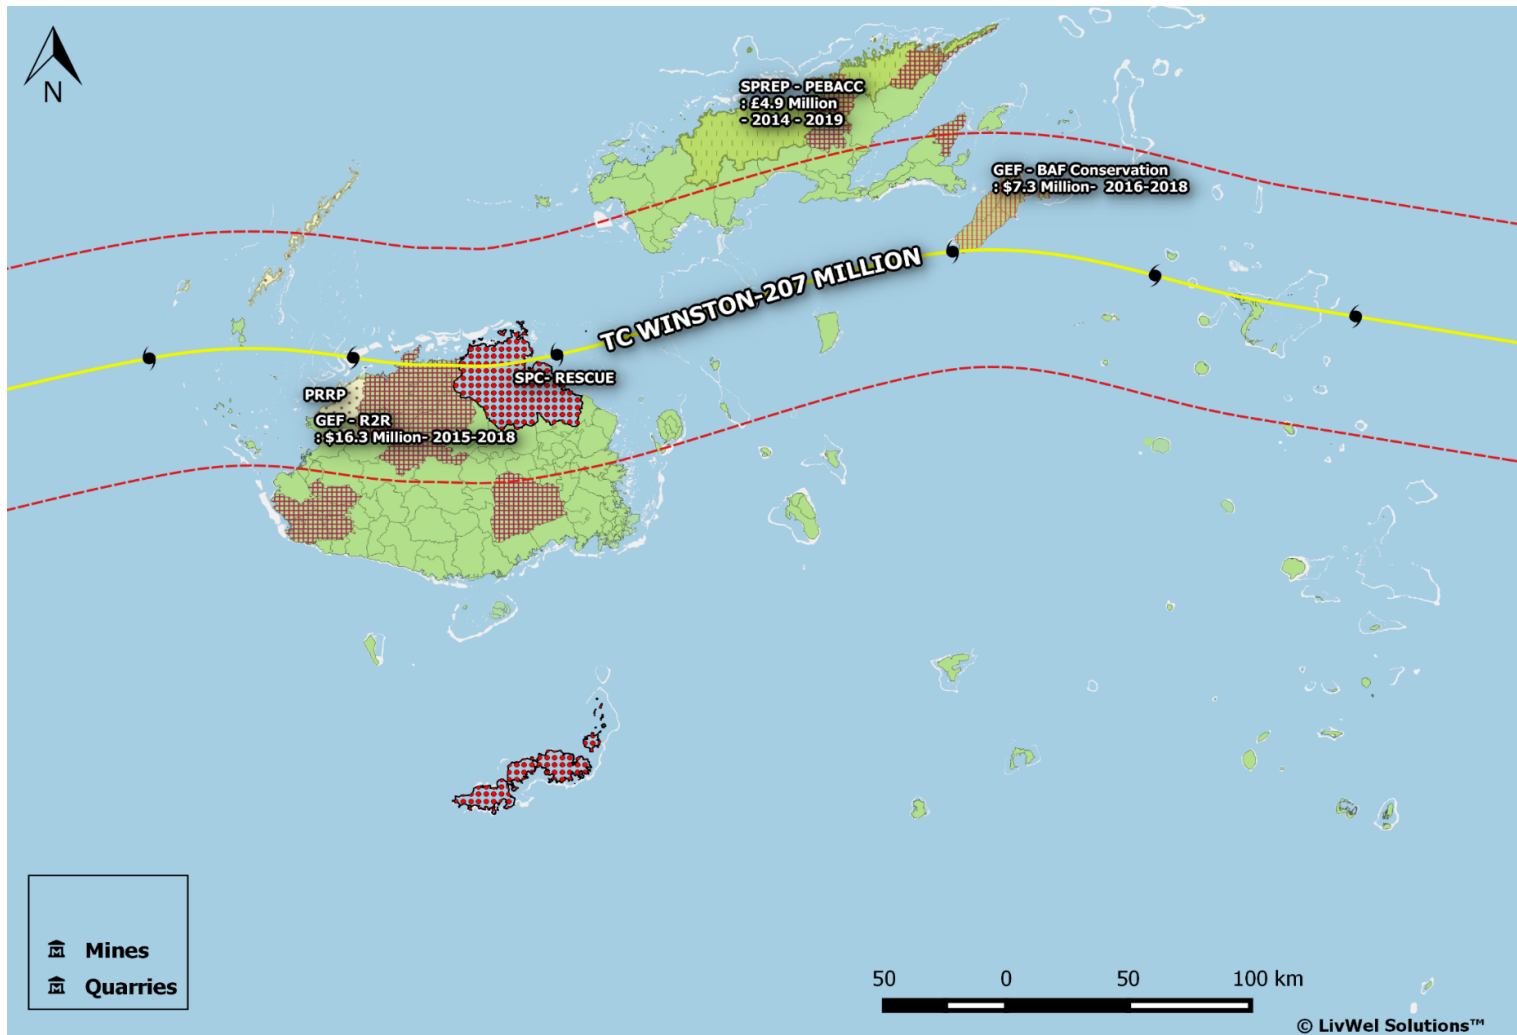 N
SPREP - PEBACC
: £4.9 Million
- 2014 - 2019
GEF - BAF Conservation
: $7.3 Million- 2016-2018
TC WINSTON-207 MILLION
SPC- RESCUE
PRRP
GEF - R2R
: $16.3 Million- 2015-2018
Mines
Quarries
50 0 50 100 km
© LivWel Solutions™